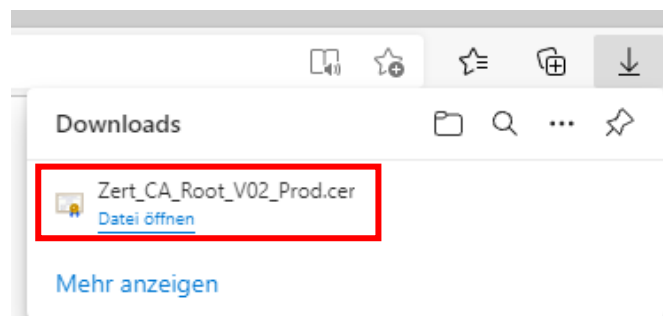 Downloads
Zert_CA_Root_V02_Prod.cer
Datei öffnen
Mehr anzeigen